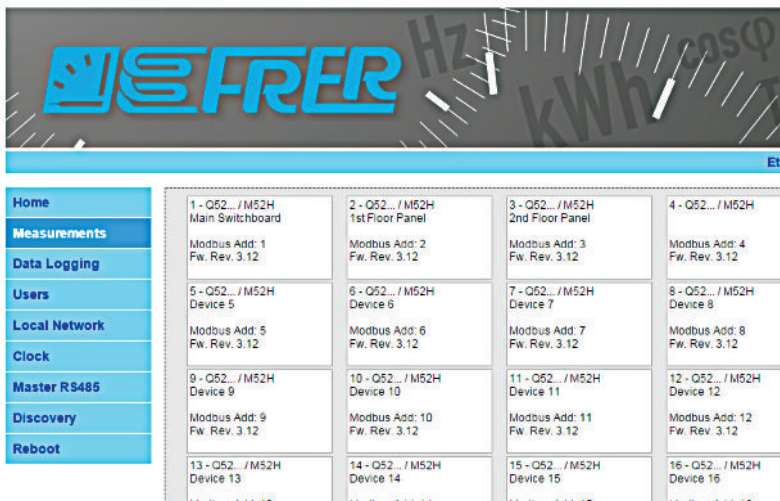 FRER
Hz
kWh
cosφ
Home
Measurements
Data Logging
Users
Local Network
Clock
Master RS485
Discovery
Reboot
1 - Q52... / M52H
Main Switchboard
Modbus Add: 1
Fw. Rev. 3.12
2 - Q52... / M52H
1st Floor Panel
Modbus Add: 2
Fw. Rev. 3.12
3 - Q52... / M52H
2nd Floor Panel
Modbus Add: 3
Fw. Rev. 3.12
4 - Q52... / M52H
Modbus Add: 4
Fw. Rev. 3.12
5 - Q52... / M52H
Device 5
Modbus Add: 5
Fw. Rev. 3.12
6 - Q52... / M52H
Device 6
Modbus Add: 6
Fw. Rev. 3.12
7 - Q52... / M52H
Device 7
Modbus Add: 7
Fw. Rev. 3.12
8 - Q52... / M52H
Device 8
Modbus Add: 8
Fw. Rev. 3.12
9 - Q52... / M52H
Device 9
Modbus Add: 9
Fw. Rev. 3.12
10 - Q52... / M52H
Device 10
Modbus Add: 10
Fw. Rev. 3.12
11 - Q52... / M52H
Device 11
Modbus Add: 11
Fw. Rev. 3.12
12 - Q52... / M52H
Device 12
Modbus Add: 12
Fw. Rev. 3.12
13 - Q52... / M52H
Device 13
14 - Q52... / M52H
Device 14
15 - Q52... / M52H
Device 15
16 - Q52... / M52H
Device 16